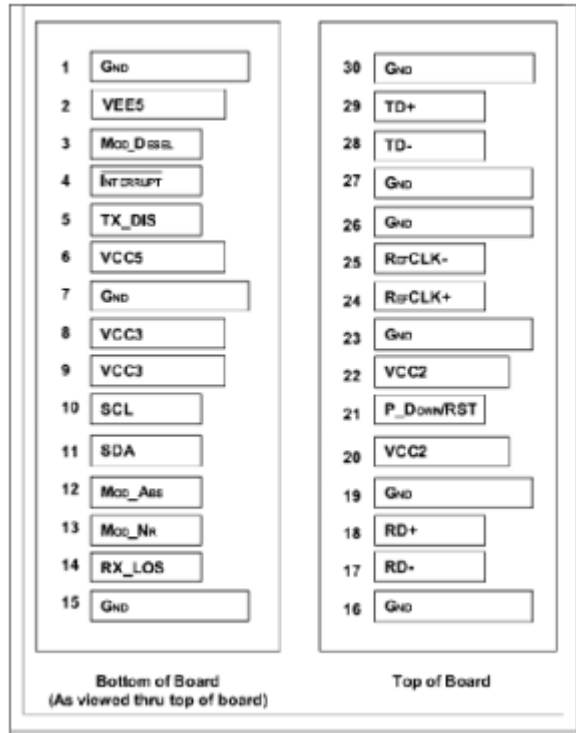 1 GND
2 VEE5
3 MOD_DESEL
4 INTERRUPT
5 TX_DIS
6 VCC5
7 GND
8 VCC3
9 VCC3
10 SCL
11 SDA
12 MOD_ABS
13 MOD_NR
14 RX_LOS
15 GND
Bottom of Board
(As viewed thru top of board)
30 GND
29 TD+
28 TD-
27 GND
26 GND
25 REFCLK-
24 REFCLK+
23 GND
22 VCC2
21 P_DOWN/RST
20 VCC2
19 GND
18 RD+
17 RD-
16 GND
Top of Board